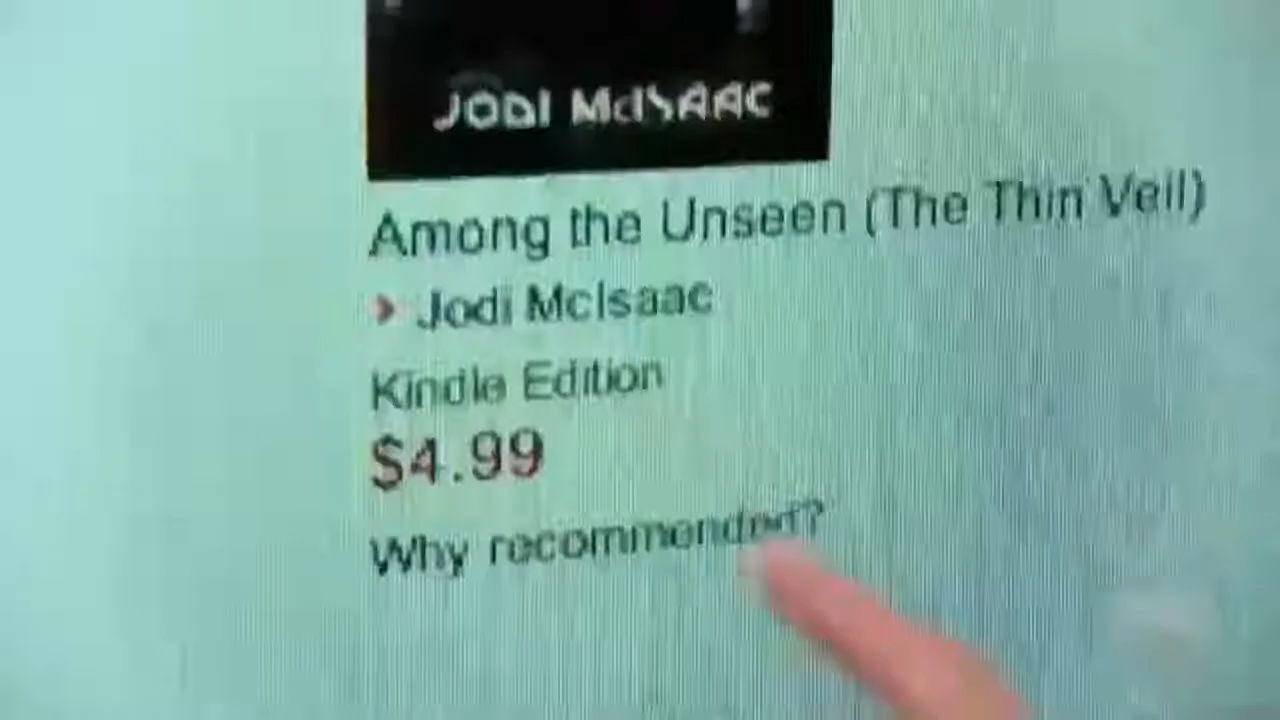 JODI McISAAC
Among the Unseen (The Thin Veil)
Jodi McIsaac
Kindle Edition
$4.99
Why recommended?